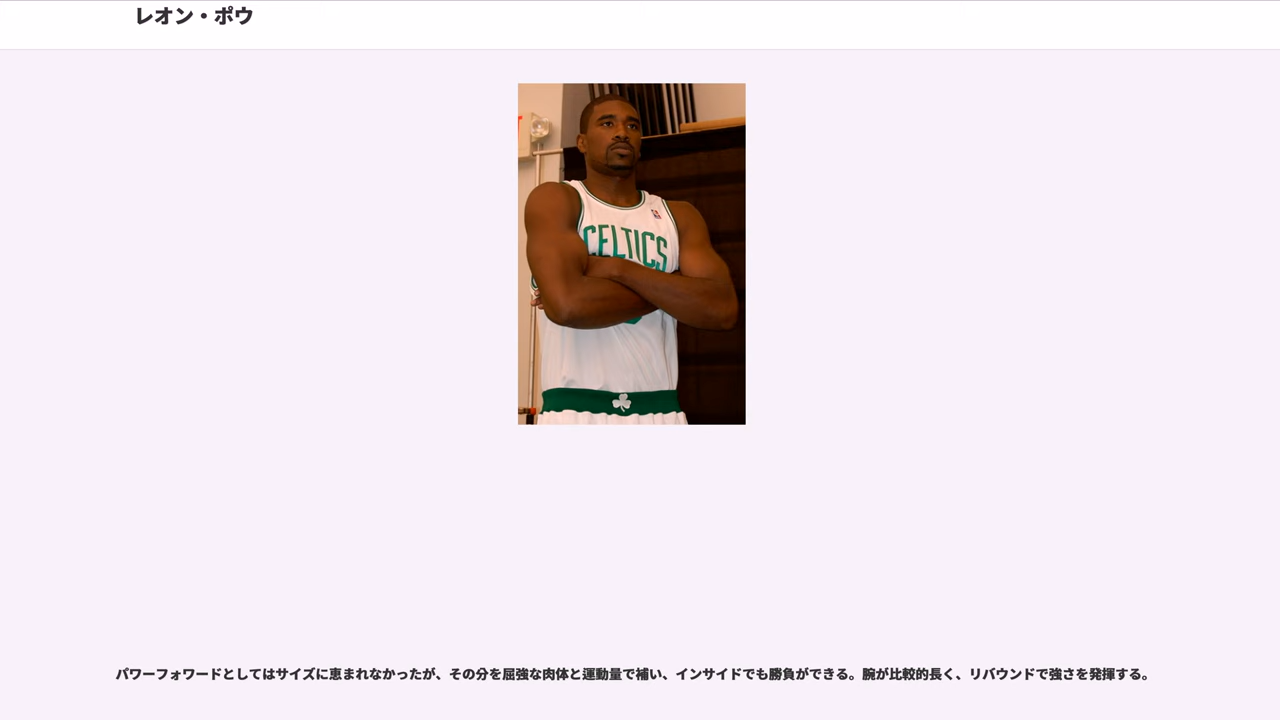 レオン・ポウ
CELTICS
パワーフォワードとしてはサイズに恵まれなかったが、その分を屈強な肉体と運動量で補い、インサイドでも勝負ができる。腕が比較的長く、リバウンドで強さを発揮する。